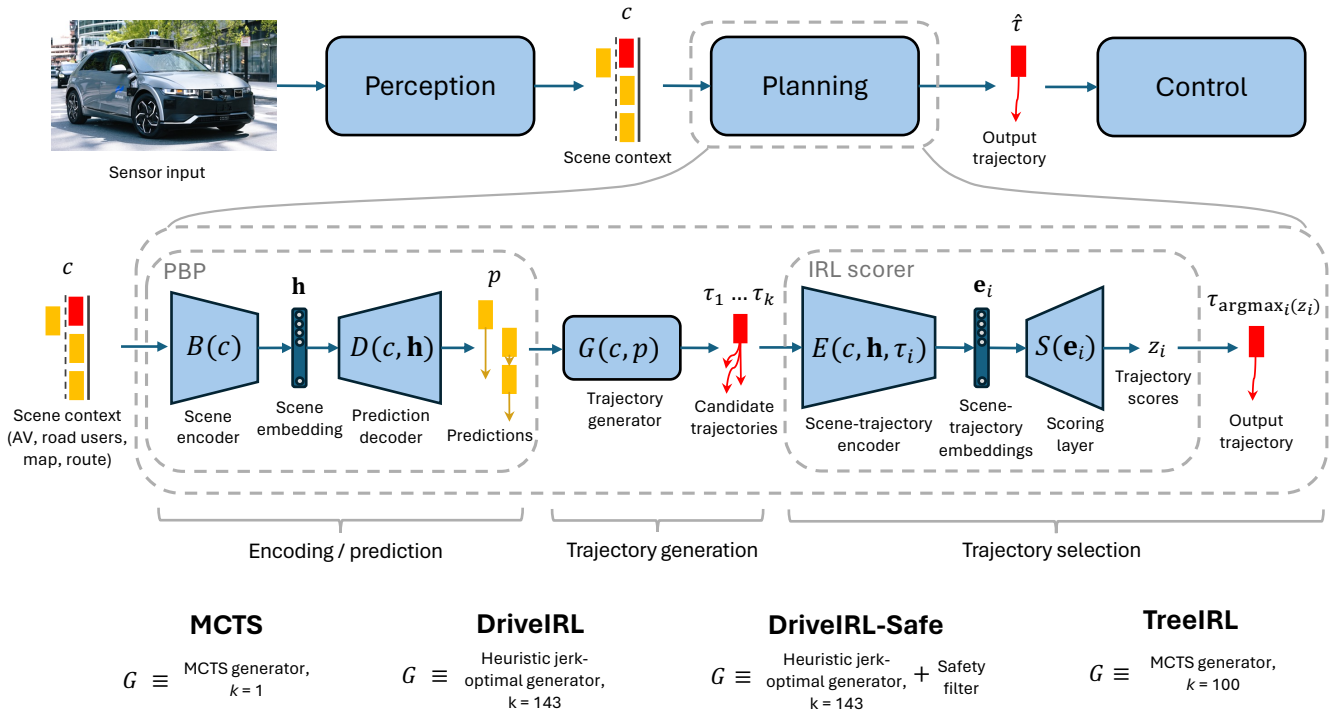 c
τ̂
Perception
Planning
Control
Sensor input
Scene context
Output
trajectory
PBP
IRL scorer
c
h
p
τ₁ … τₖ
eᵢ
τ_argmaxᵢ(zᵢ)
B(c)
D(c, h)
G(c, p)
E(c, h, τᵢ)
S(eᵢ)
zᵢ
Scene context
(AV, road users,
map, route)
Scene
encoder
Scene
embedding
Prediction
decoder
Predictions
Trajectory
generator
Candidate
trajectories
Scene-trajectory
encoder
Scene-
trajectory
embeddings
Scoring
layer
Trajectory
scores
Output
trajectory
Encoding / prediction
Trajectory generation
Trajectory selection
MCTS
G ≡ MCTS generator,
k = 1
DriveIRL
G ≡ Heuristic jerk-
optimal generator,
k = 143
DriveIRL-Safe
G ≡ Heuristic jerk-
optimal generator,
k = 143
+ Safety
filter
TreeIRL
G ≡ MCTS generator,
k = 100